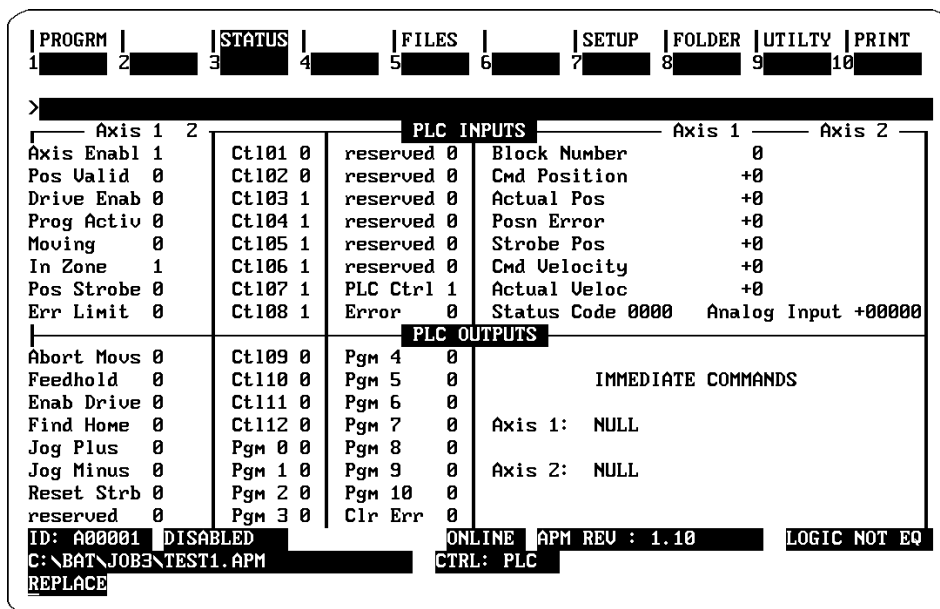 PROGRM STATUS FILES SETUP FOLDER UTILTY PRINT
1 2 3 4 5 6 7 8 9 10
>
Axis 1 2 PLC INPUTS Axis 1 Axis 2
Axis Enabl 1 Ctl01 0 reserved 0 Block Number 0
Pos Valid 0 Ctl02 0 reserved 0 Cmd Position +0
Drive Enab 0 Ctl03 1 reserved 0 Actual Pos +0
Prog Activ 0 Ctl04 1 reserved 0 Posn Error +0
Moving 0 Ctl05 1 reserved 0 Strobe Pos +0
In Zone 1 Ctl06 1 reserved 0 Cmd Velocity +0
Pos Strobe 0 Ctl07 1 PLC Ctrl 1 Actual Veloc +0
Err Limit 0 Ctl08 1 Error 0 Status Code 0000 Analog Input +00000
PLC OUTPUTS
Abort Movs 0 Ctl09 0 Pgm 4 0
Feedhold 0 Ctl10 0 Pgm 5 0 IMMEDIATE COMMANDS
Enab Drive 0 Ctl11 0 Pgm 6 0
Find Home 0 Ctl12 0 Pgm 7 0 Axis 1: NULL
Jog Plus 0 Pgm 0 0 Pgm 8 0
Jog Minus 0 Pgm 1 0 Pgm 9 0 Axis 2: NULL
Reset Strb 0 Pgm 2 0 Pgm 10 0
reserved 0 Pgm 3 0 Clr Err 0
ID: A00001 DISABLED ONLINE APM REV : 1.10 LOGIC NOT EQ
C:\BAT\JOB3\TEST1.APM CTRL: PLC
REPLACE